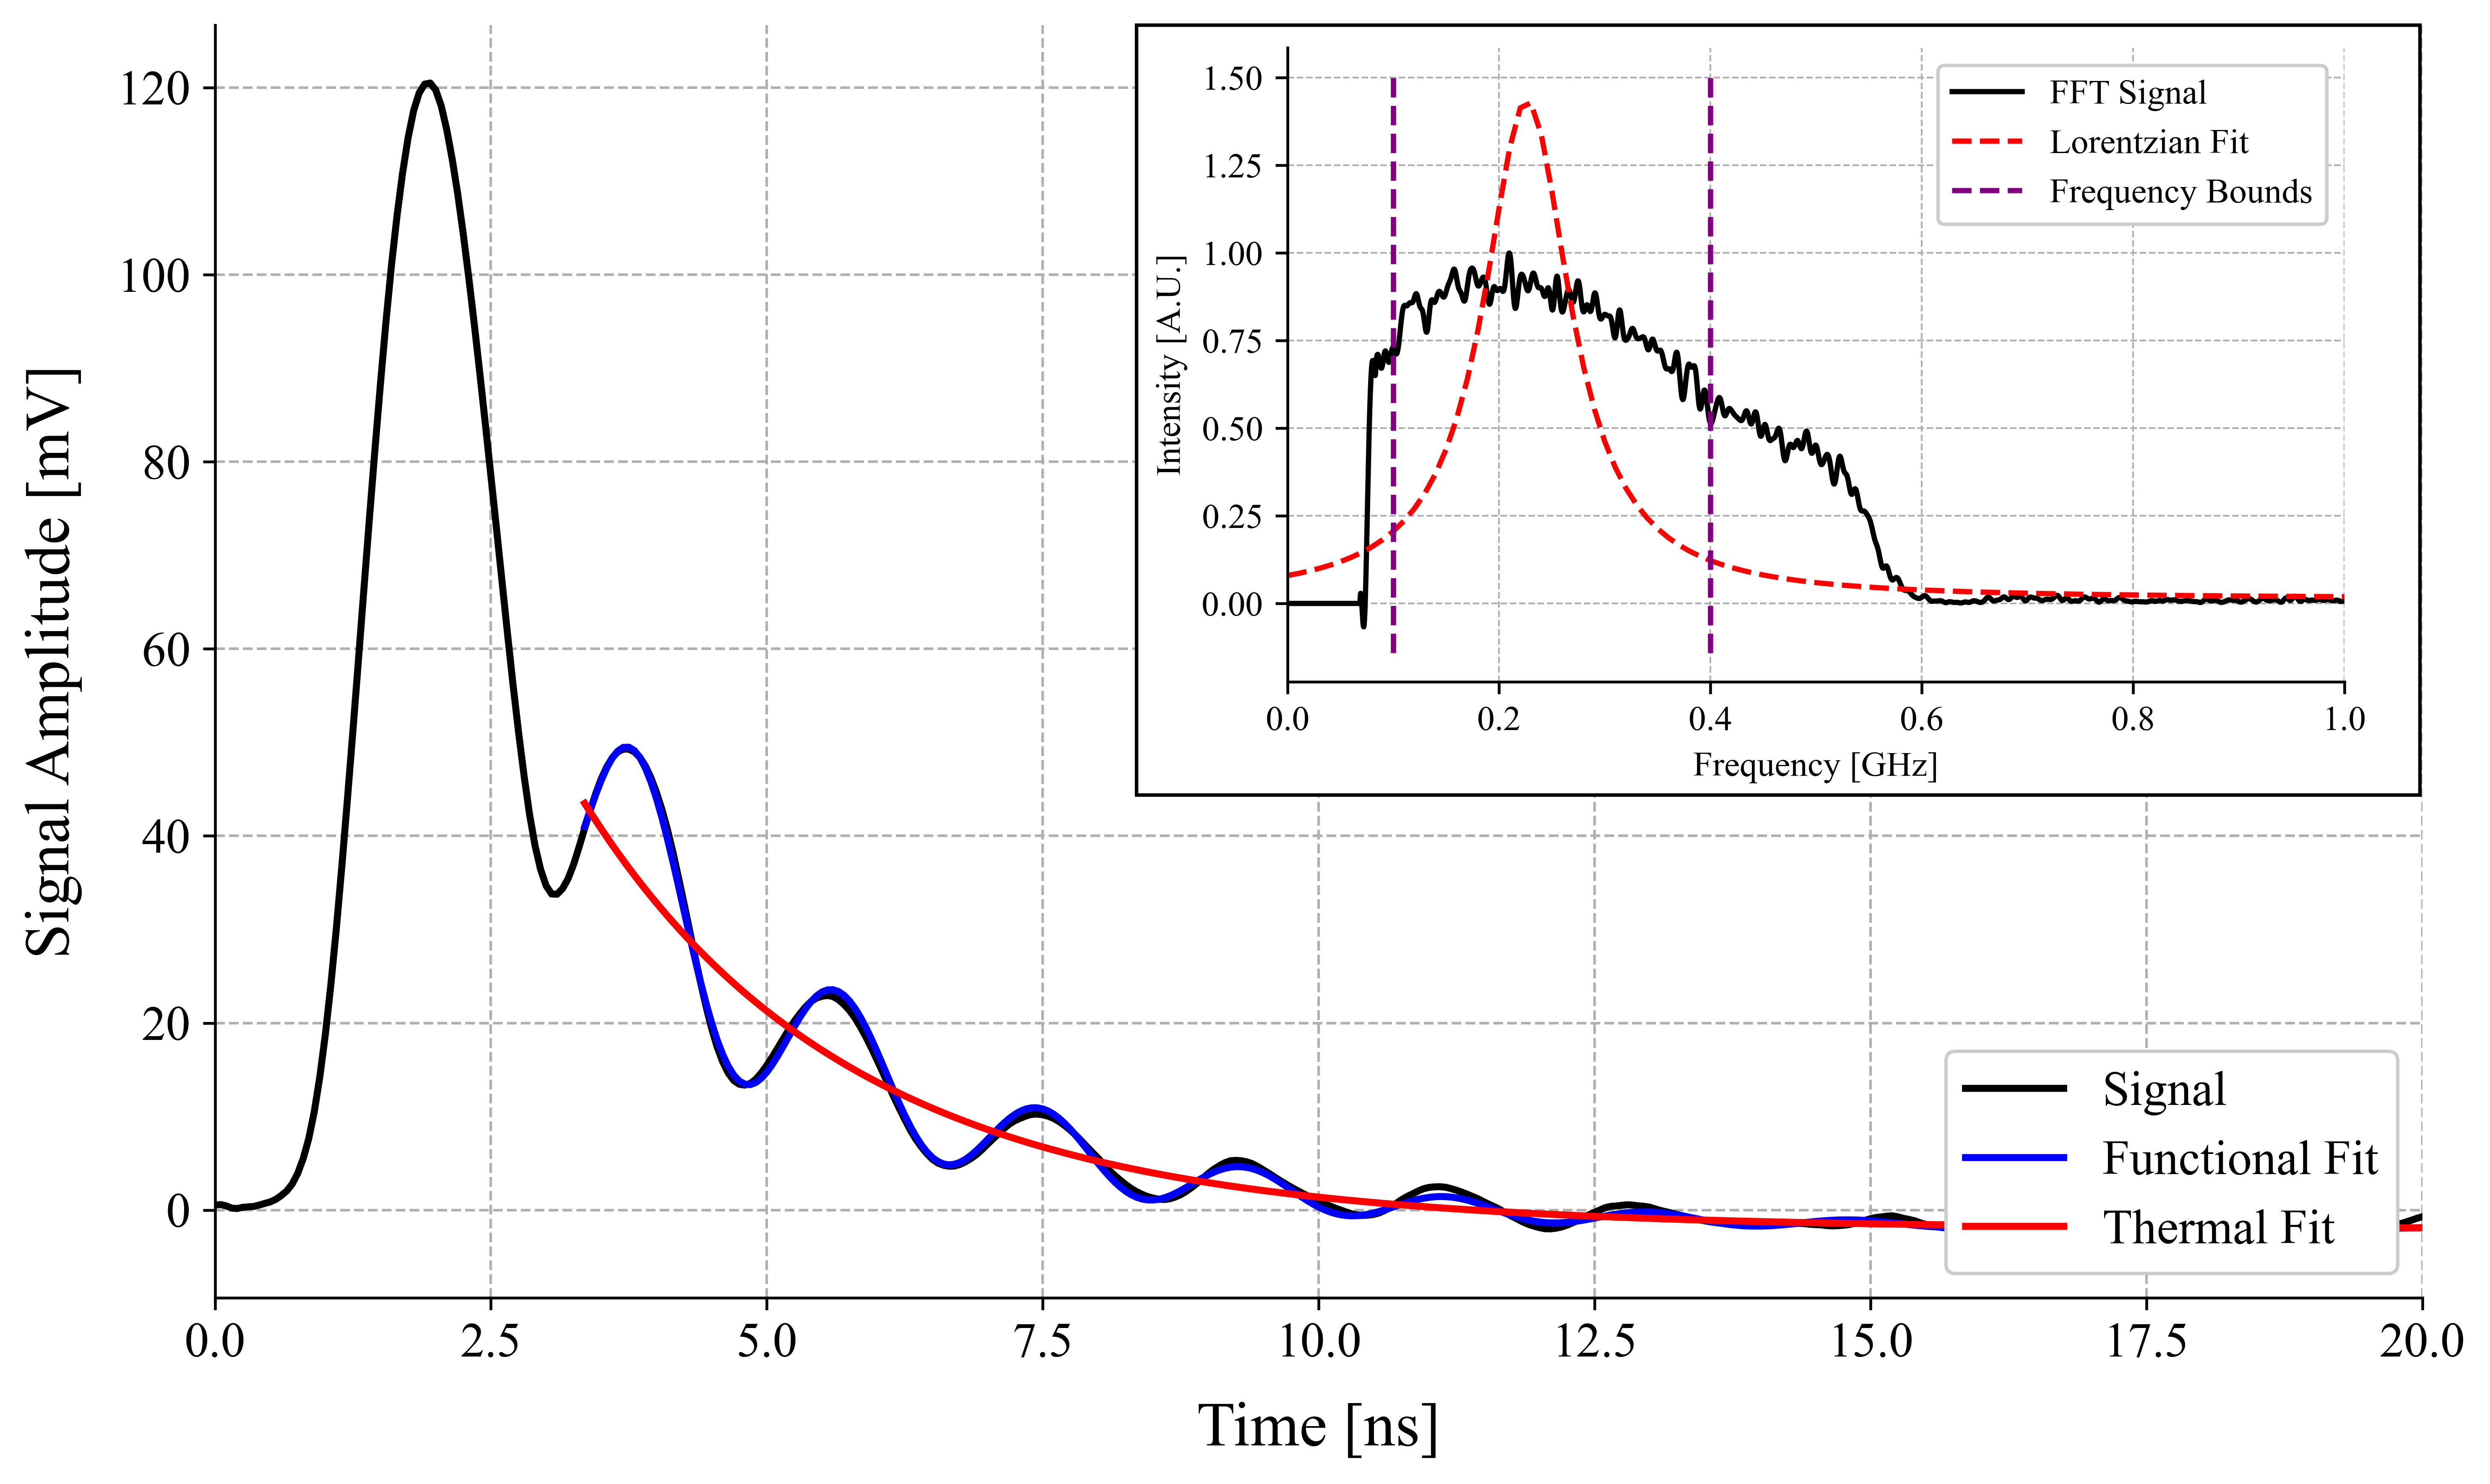 120
100
80
60
40
20
0
Signal Amplitude [mV]
0.0 2.5 5.0 7.5 10.0 12.5 15.0 17.5 20.0
Time [ns]
Signal
Functional Fit
Thermal Fit
1.50
1.25
1.00
0.75
0.50
0.25
0.00
Intensity [A.U.]
0.0 0.2 0.4 0.6 0.8 1.0
Frequency [GHz]
FFT Signal
Lorentzian Fit
Frequency Bounds